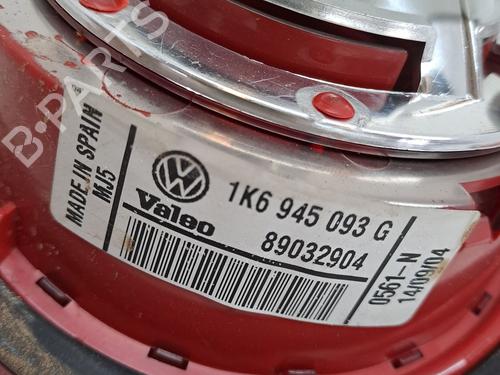 B-PARTS
MADE IN SPAIN
MJ5
Valeo
1K6 945 093 G
89032904
0561-N
14/09/04